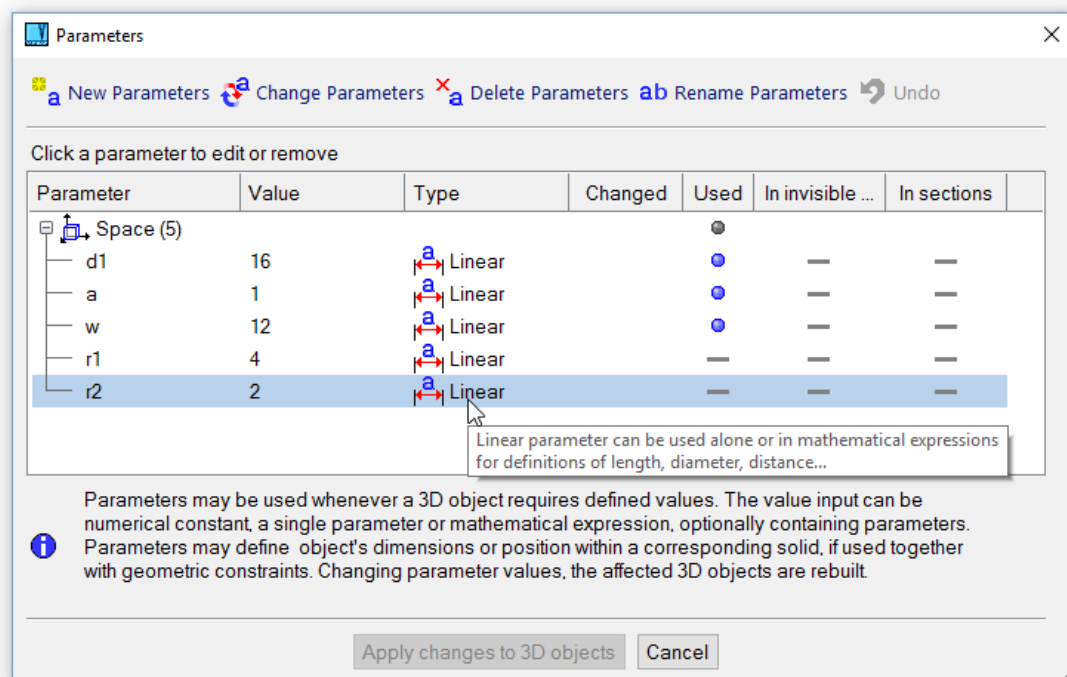 Parameters
New Parameters Change Parameters Delete Parameters ab Rename Parameters Undo
Click a parameter to edit or remove
Parameter Value Type Changed Used In invisible ... In sections
Space (5)
d1 16 a Linear
a 1 a Linear
w 12 a Linear
r1 4 a Linear
r2 2 a Linear
Linear parameter can be used alone or in mathematical expressions
for definitions of length, diameter, distance...
Parameters may be used whenever a 3D object requires defined values. The value input can be
numerical constant, a single parameter or mathematical expression, optionally containing parameters.
Parameters may define object's dimensions or position within a corresponding solid, if used together
with geometric constraints. Changing parameter values, the affected 3D objects are rebuilt.
Apply changes to 3D objects Cancel